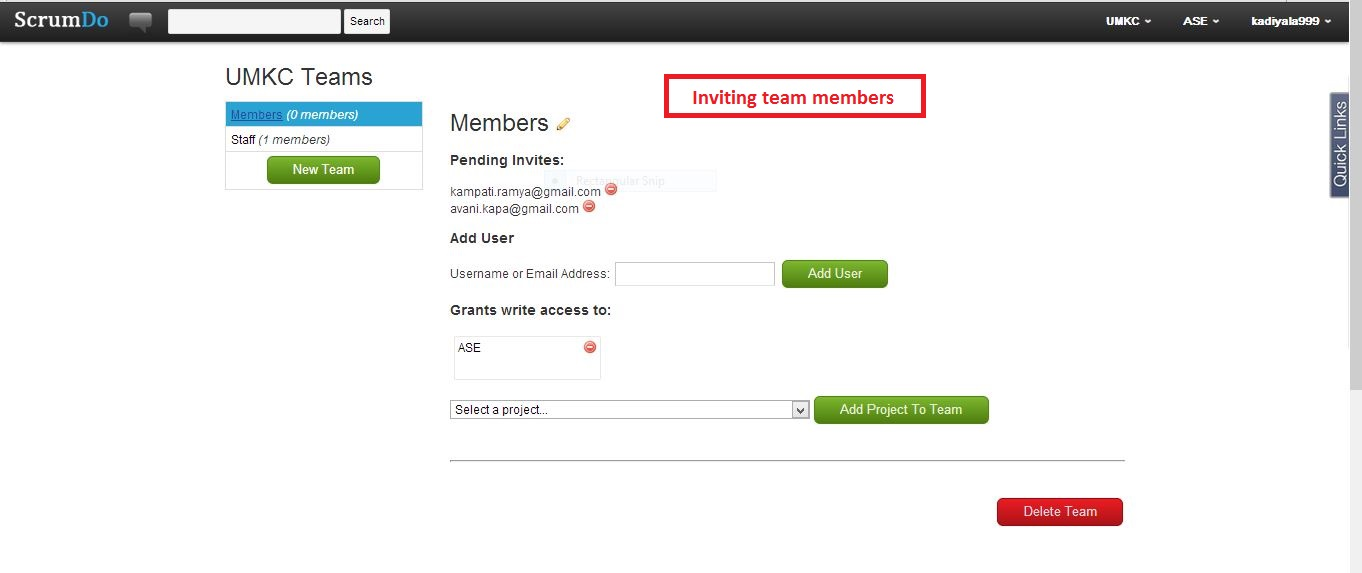 ScrumDo Search UMKC ASE kadiyala999
UMKC Teams
Inviting team members
Members (0 members)
Staff (1 members)
New Team
Members
Pending Invites:
Rectangular Snip
kampati.ramya@gmail.com
avani.kapa@gmail.com
Add User
Username or Email Address: Add User
Grants write access to:
ASE
Select a project... Add Project To Team
Delete Team
Quick Links